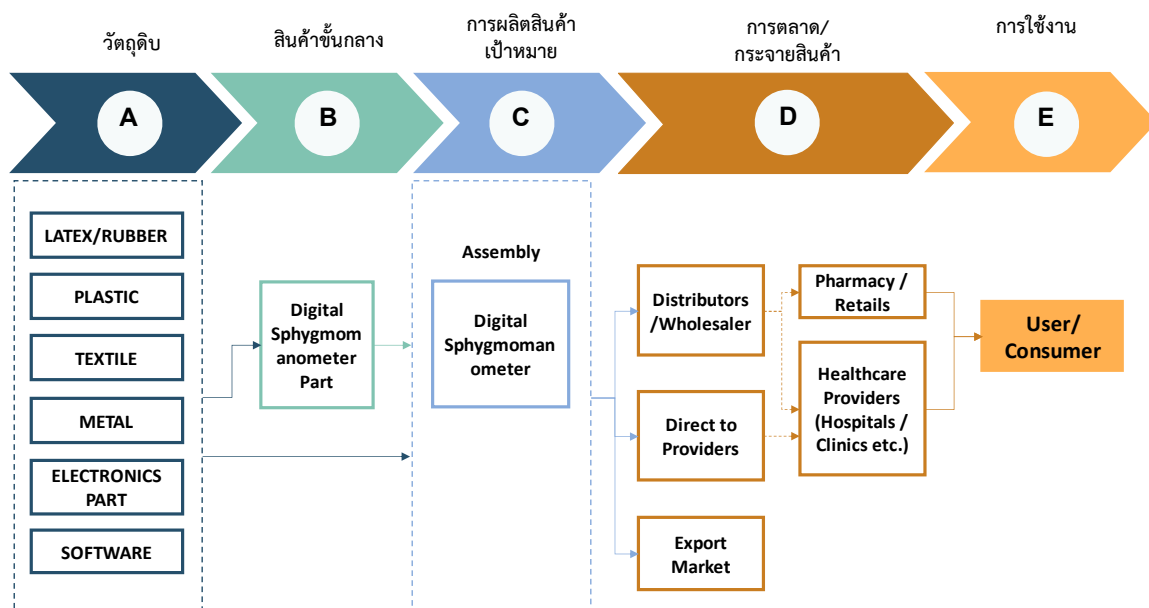 วัตถุดิบ
สินค้าขั้นกลาง
การผลิตสินค้า
เป้าหมาย
การตลาด/
กระจายสินค้า
การใช้งาน
A
B
C
D
E
LATEX/RUBBER
PLASTIC
TEXTILE
METAL
ELECTRONICS
PART
SOFTWARE
Digital
Sphygmom
anometer
Part
Assembly
Digital
Sphygmoman
ometer
Distributors
/Wholesaler
Direct to
Providers
Export
Market
Pharmacy /
Retails
Healthcare
Providers
(Hospitals /
Clinics etc.)
User/
Consumer